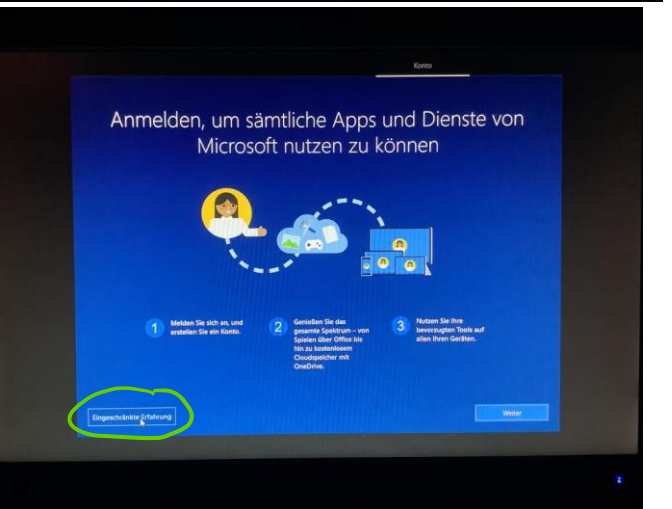 Konto
Anmelden, um sämtliche Apps und Dienste von
Microsoft nutzen zu können
1
Melden Sie sich an, und
erstellen Sie ein Konto.
2
Genießen Sie das
gesamte Spektrum – von
Spielen über Office bis
hin zu kostenlosem
Cloudspeicher mit
OneDrive.
3
Nutzen Sie Ihre
bevorzugten Tools auf
allen Ihren Geräten.
Eingeschränkte Erfahrung
Weiter